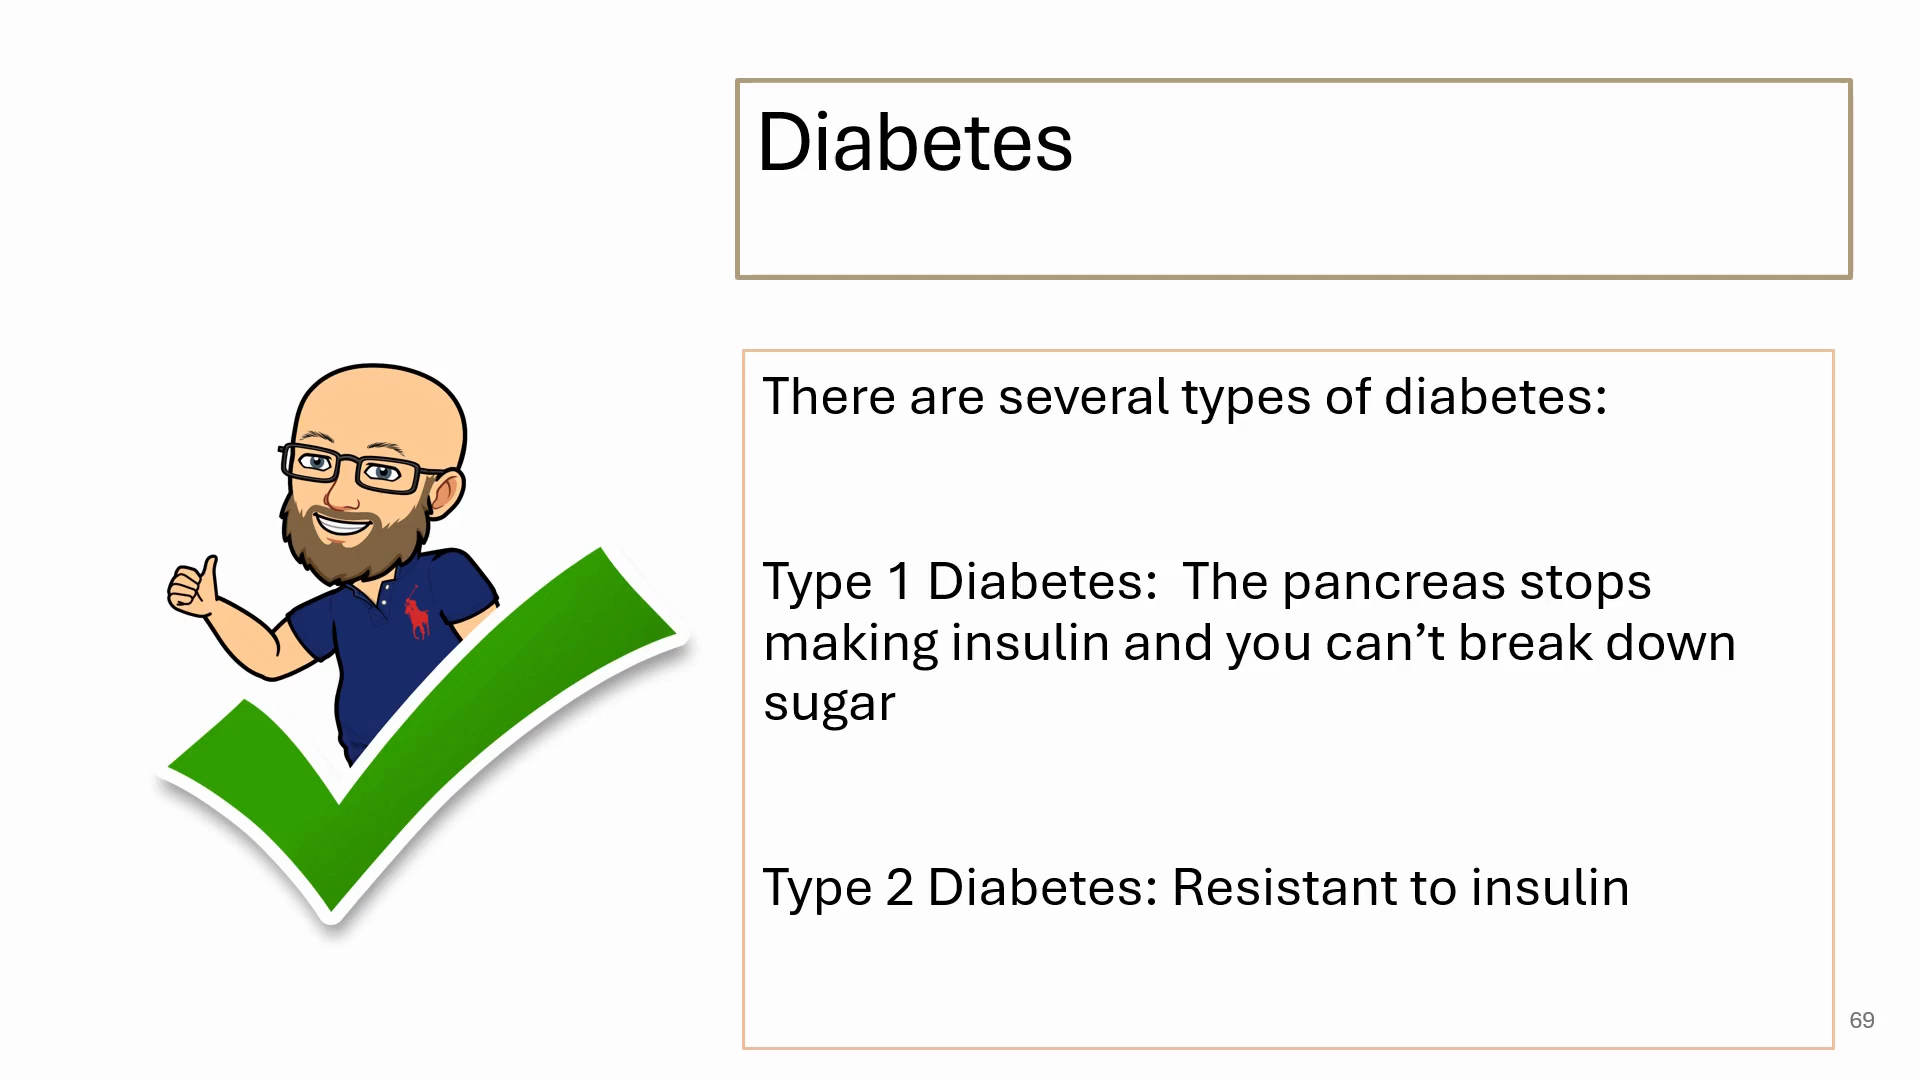 Diabetes
There are several types of diabetes:
Type 1 Diabetes:  The pancreas stops
making insulin and you can’t break down
sugar
Type 2 Diabetes: Resistant to insulin
69